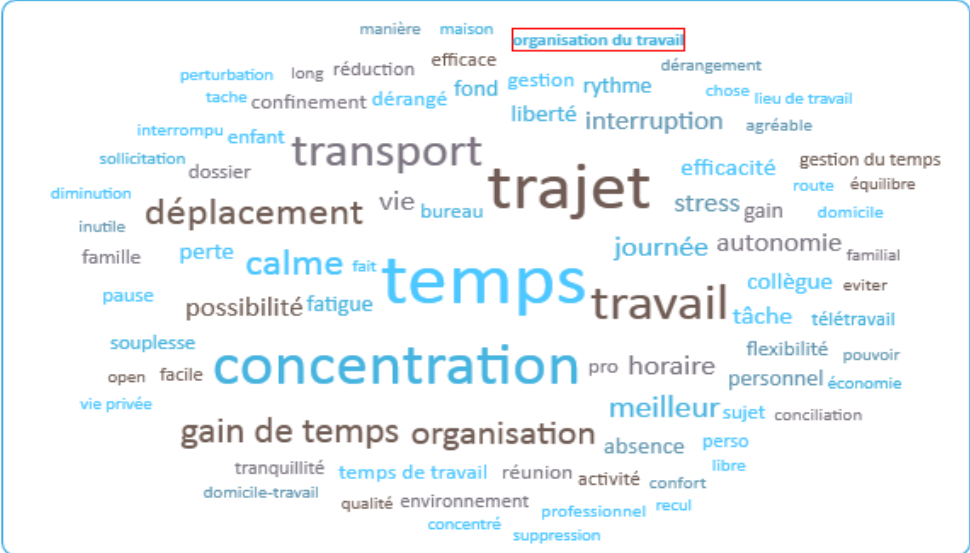 manière maison organisation du travail
efficace
perturbation long réduction dérangement
fond gestion rythme
tache confinement dérangé chose lieu de travail
liberté interruption agréable
interrompu enfant
transport
sollicitation dossier efficacité gestion du temps
trajet
diminution route équilibre
déplacement vie bureau stress gain domicile
inutile
famille perte journée autonomie familial
calme fait temps
pause collègue eviter
possibilité fatigue travail tâche télétravail
souplesse flexibilité pouvoir
concentration pro horaire
open facile personnel économie
vie privée meilleur sujet conciliation
gain de temps organisation absence perso
tranquillité temps de travail réunion activité confort libre
domicile-travail
qualité environnement professionnel recul
concentré suppression